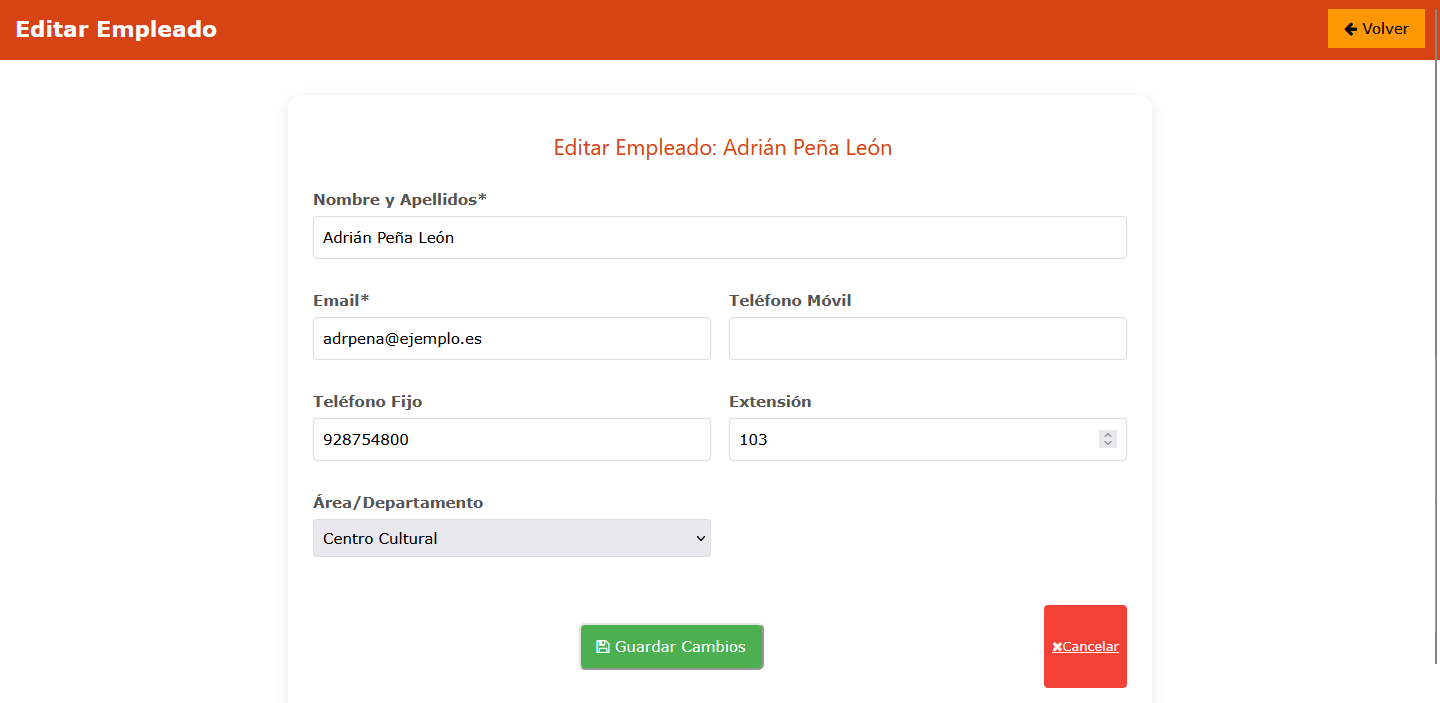 Editar Empleado
Volver
Editar Empleado: Adrián Peña León
Nombre y Apellidos*
Adrián Peña León
Email*
Teléfono Móvil
adrpena@ejemplo.es
Teléfono Fijo
Extensión
928754800
103
Área/Departamento
Centro Cultural
Guardar Cambios
Cancelar